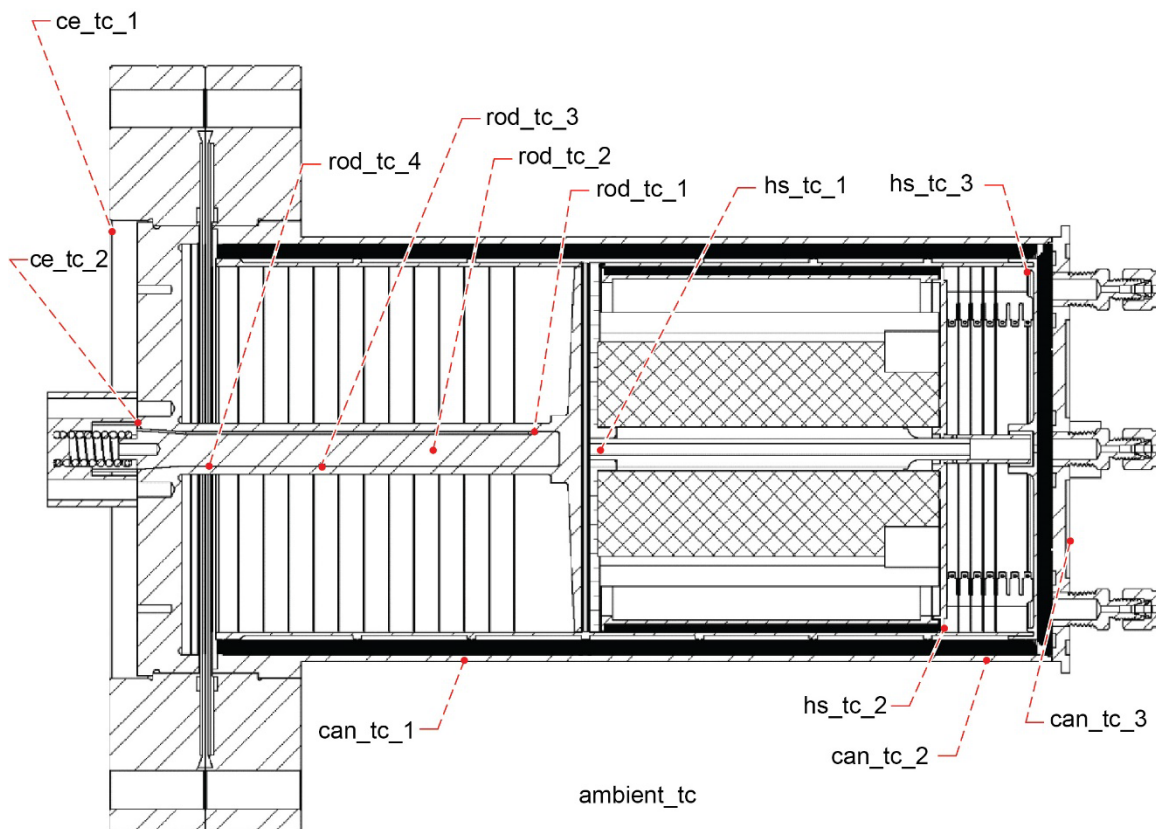 ce_tc_1
rod_tc_3
rod_tc_4
rod_tc_2
rod_tc_1
hs_tc_1
hs_tc_3
ce_tc_2
can_tc_1
hs_tc_2
can_tc_3
can_tc_2
ambient_tc